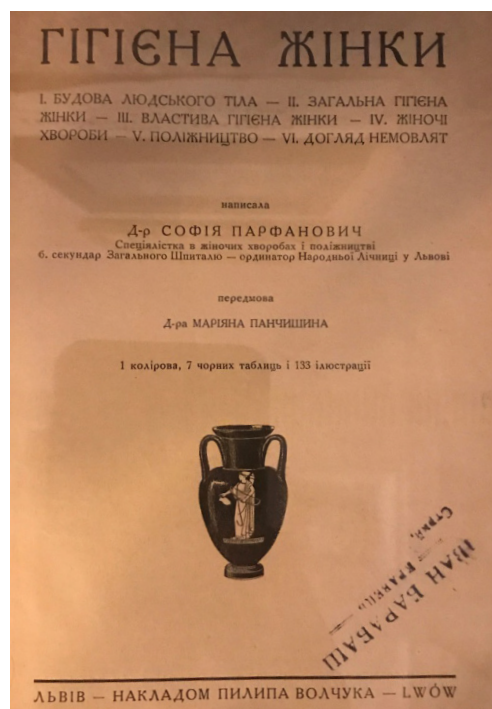 ГІГІЄНА ЖІНКИ
І. БУДОВА ЛЮДСЬКОГО ТІЛА — ІІ. ЗАГАЛЬНА ГІГІЄНА
ЖІНКИ — ІІІ. ВЛАСТИВА ГІГІЄНА ЖІНКИ — IV. ЖІНОЧІ
ХВОРОБИ — V. ПОЛІЖНИЦТВО — VI. ДОГЛЯД НЕМОВЛЯТ
написала
Д-р СОФІЯ ПАРФАНОВИЧ
Спеціялістка в жіночих хворобах і поліжництві
б. секундар Загального Шпиталю — ординатор Народньої Лічниці у Львові
передмова
Д-ра МАРІЯНА ПАНЧИШИНА
1 колірова, 7 чорних таблиць і 133 ілюстрації
ІВАН БАРАБАШ
Стрий,
ЛЬВІВ — НАКЛАДОМ ПИЛИПА ВОЛЧУКА — LWÓW